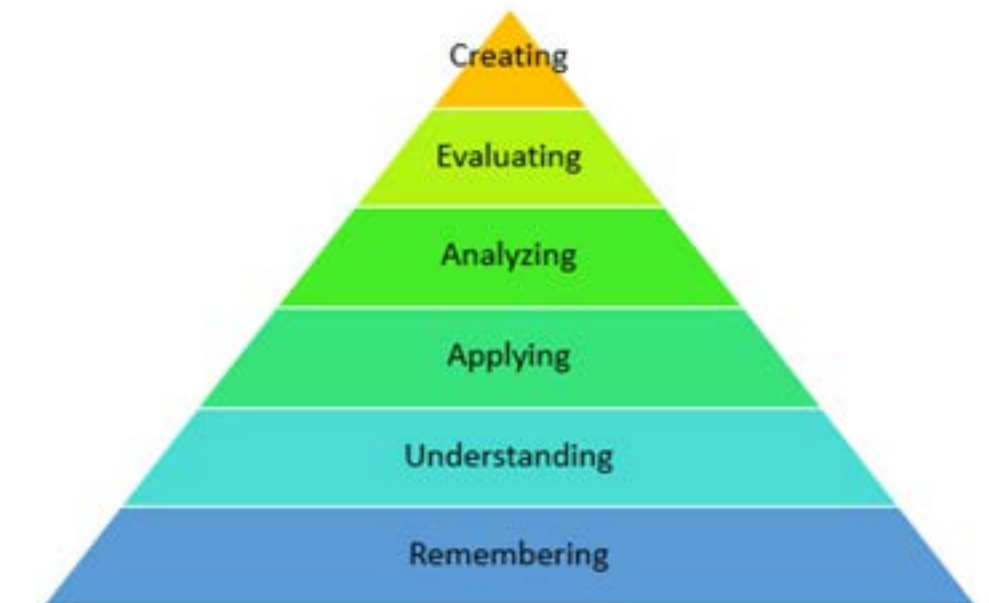 Creating
Evaluating
Analyzing
Applying
Understanding
Remembering